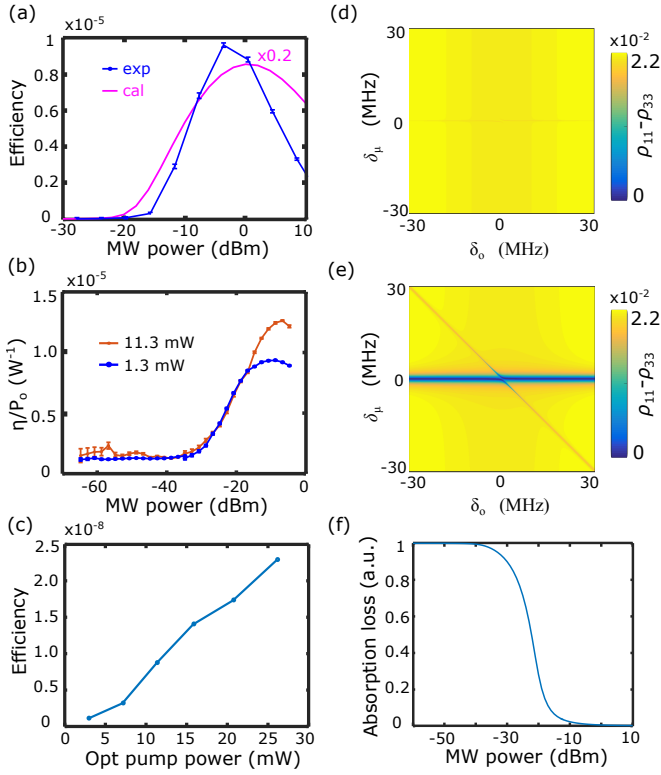 (a)
x10⁻⁵
Efficiency
1
0.8
0.6
0.4
0.2
0
exp
cal
x0.2
-30
-20
-10
0
10
MW power (dBm)
(b)
x10⁻⁵
η/Pₒ (W⁻¹)
1.5
1.0
0.5
0
11.3 mW
1.3 mW
-60
-40
-20
0
MW power (dBm)
(c)
x10⁻⁸
Efficiency
2.5
2.0
1.5
1.0
0.5
0
0
5
10
15
20
25
30
Opt pump power (mW)
(d)
δμ (MHz)
30
0
-30
-30
0
30
δₒ (MHz)
x10⁻²
2.2
0
ρ₁₁-ρ₃₃
(e)
δμ (MHz)
30
0
30
-30
0
30
δₒ (MHz)
x10⁻²
2.2
0
ρ₁₁-ρ₃₃
(f)
Absorption loss (a.u.)
1
0.8
0.6
0.4
0.2
0
-50
-30
-10
10
MW power (dBm)